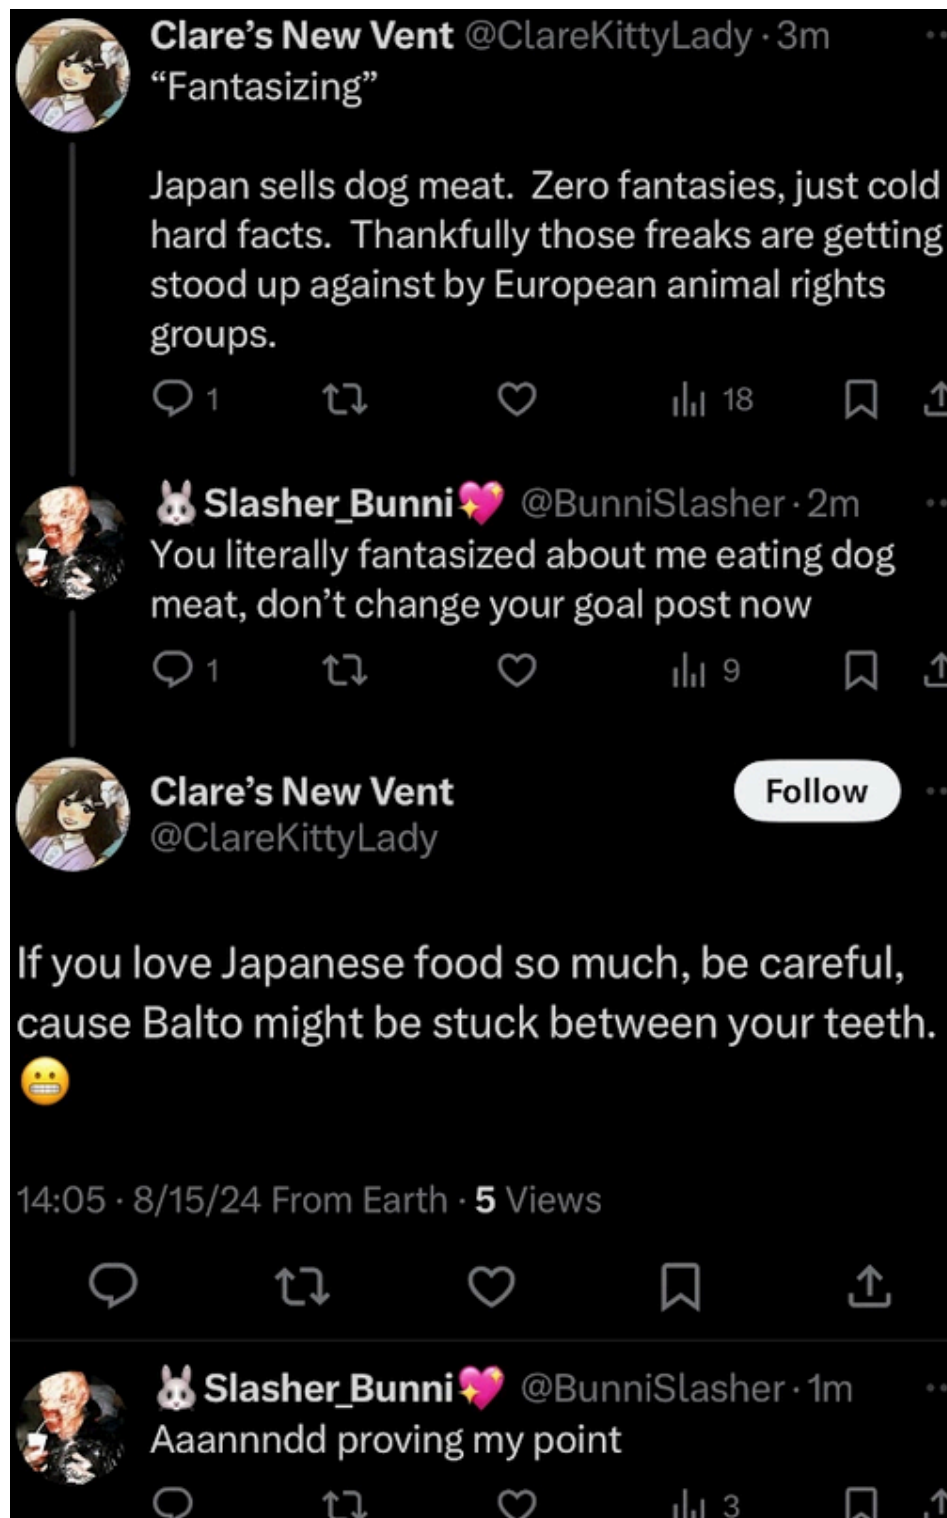 Clare’s New Vent @ClareKittyLady · 3m
“Fantasizing”
Japan sells dog meat.  Zero fantasies, just cold
hard facts.  Thankfully those freaks are getting
stood up against by European animal rights
groups.
1 18
🐰Slasher_Bunni💖 @BunniSlasher · 2m
You literally fantasized about me eating dog
meat, don’t change your goal post now
1 9
Clare’s New Vent
Follow
@ClareKittyLady
If you love Japanese food so much, be careful,
cause Balto might be stuck between your teeth.
😬
14:05 · 8/15/24 From Earth · 5 Views
🐰Slasher_Bunni💖 @BunniSlasher · 1m
Aaannndd proving my point
3